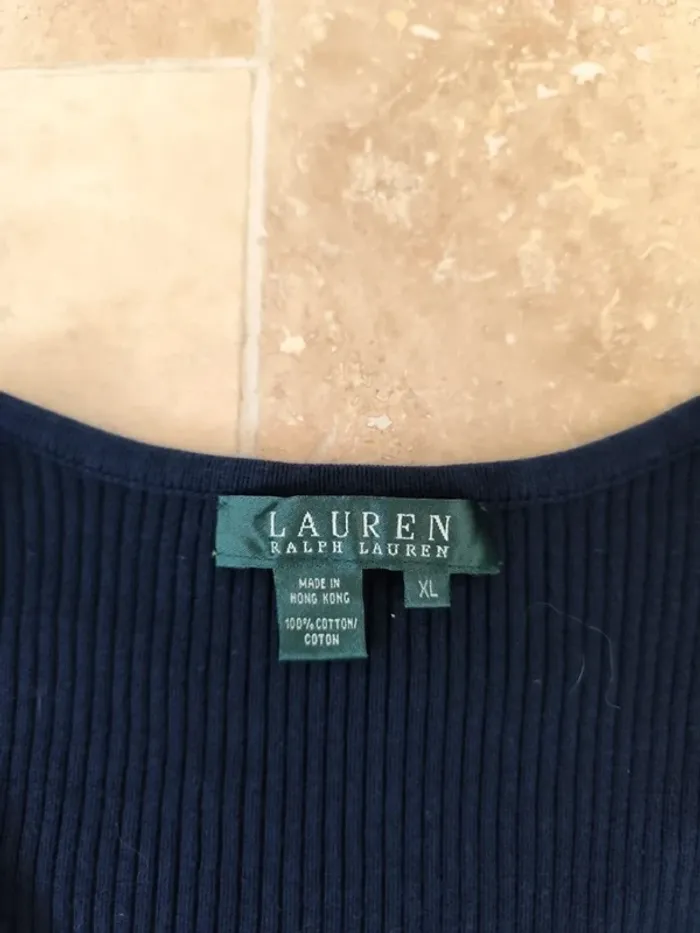 LAUREN
RALPH LAUREN
MADE IN
HONG KONG
100% COTTON/
COTON
XL